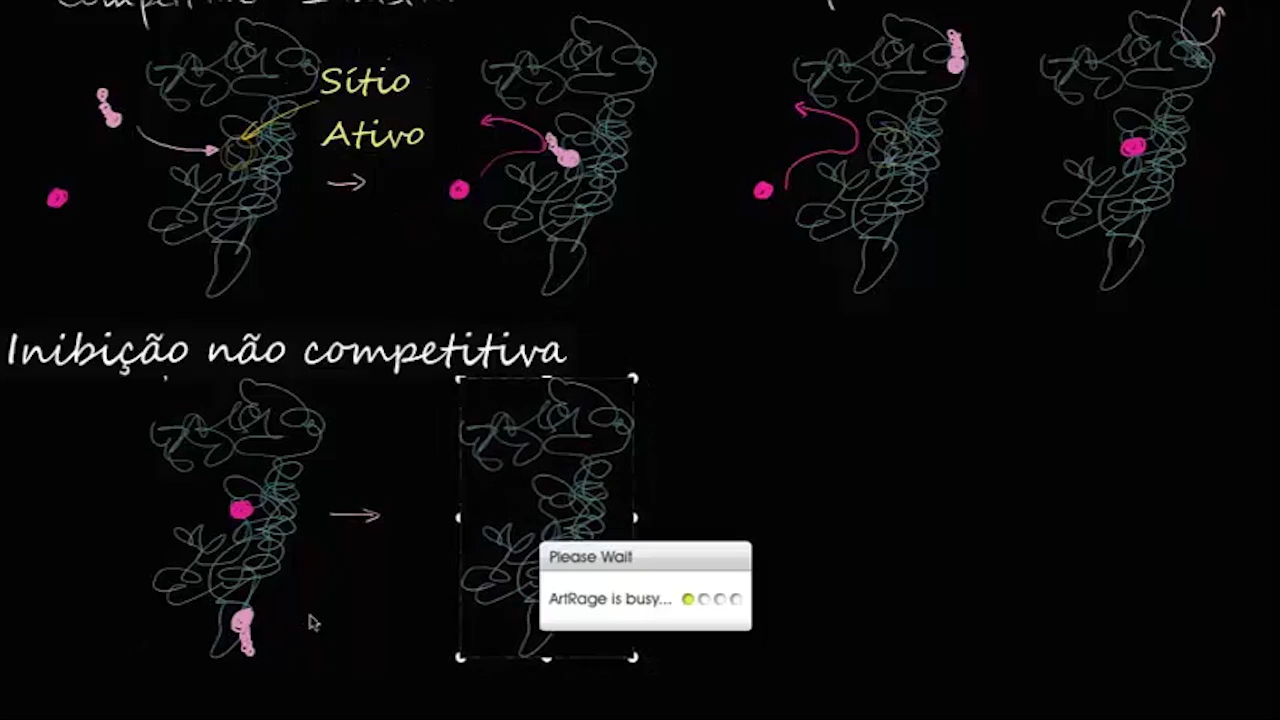 Sítio
Ativo
Inibição não competitiva
Please Wait
ArtRage is busy...